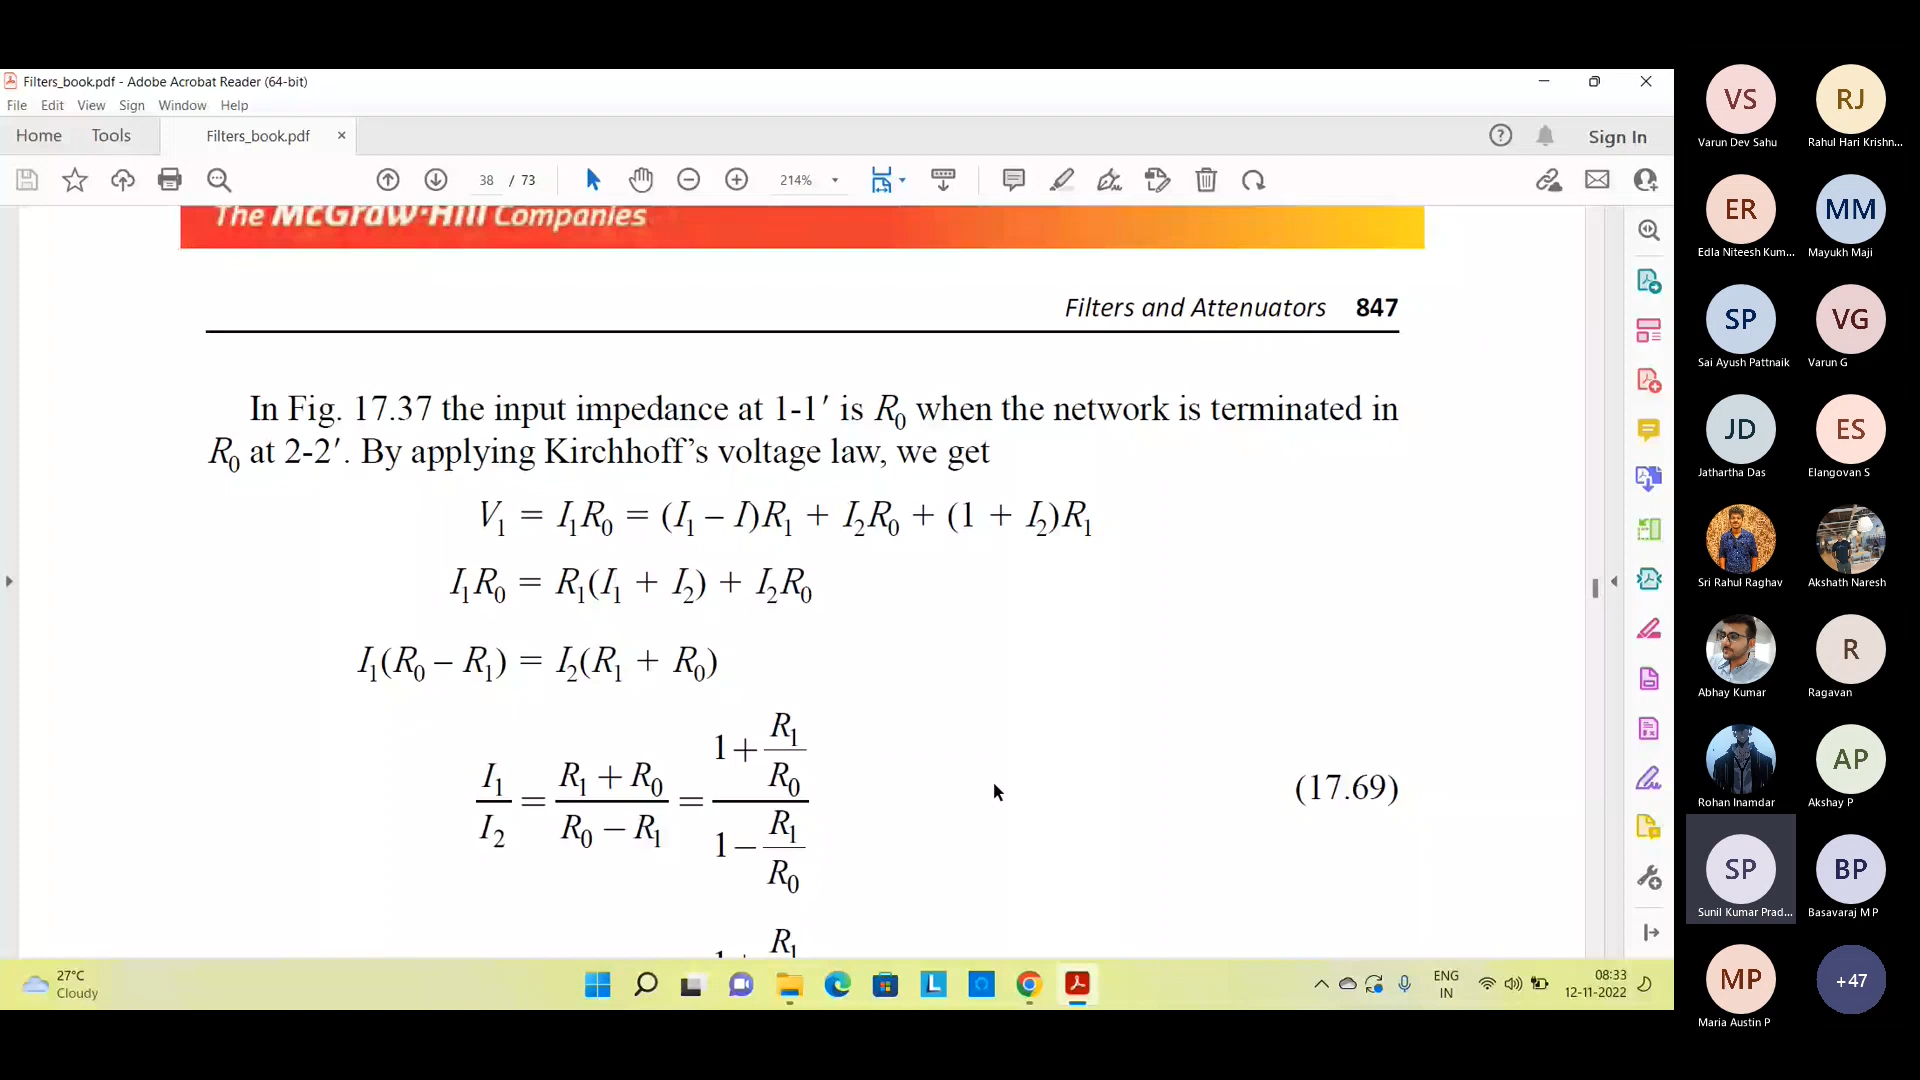 Filters_book.pdf - Adobe Acrobat Reader (64-bit)
File Edit View Sign Window Help
Home Tools Filters_book.pdf × Sign In
38 / 73 214%
The McGraw·Hill Companies
Filters and Attenuators 847
In Fig. 17.37 the input impedance at 1-1′ is R₀ when the network is terminated in
R₀ at 2-2′. By applying Kirchhoff’s voltage law, we get
V₁ = I₁R₀ = (I₁ – I)R₁ + I₂R₀ + (1 + I₂)R₁
I₁R₀ = R₁(I₁ + I₂) + I₂R₀
I₁(R₀ – R₁) = I₂(R₁ + R₀)
I₁/I₂ = (R₁ + R₀)/(R₀ – R₁) = (1 + R₁/R₀)/(1 – R₁/R₀) (17.69)
R₁
27°C
Cloudy
ENG
IN
08:33
12-11-2022
VS RJ
Varun Dev Sahu Rahul Hari Krishn...
ER MM
Edla Niteesh Kum... Mayukh Maji
SP VG
Sai Ayush Pattnaik Varun G
JD ES
Jathartha Das Elangovan S
Sri Rahul Raghav Akshath Naresh
R
Abhay Kumar Ragavan
AP
Rohan Inamdar Akshay P
SP BP
Sunil Kumar Prad... Basavaraj M P
MP +47
Maria Austin P